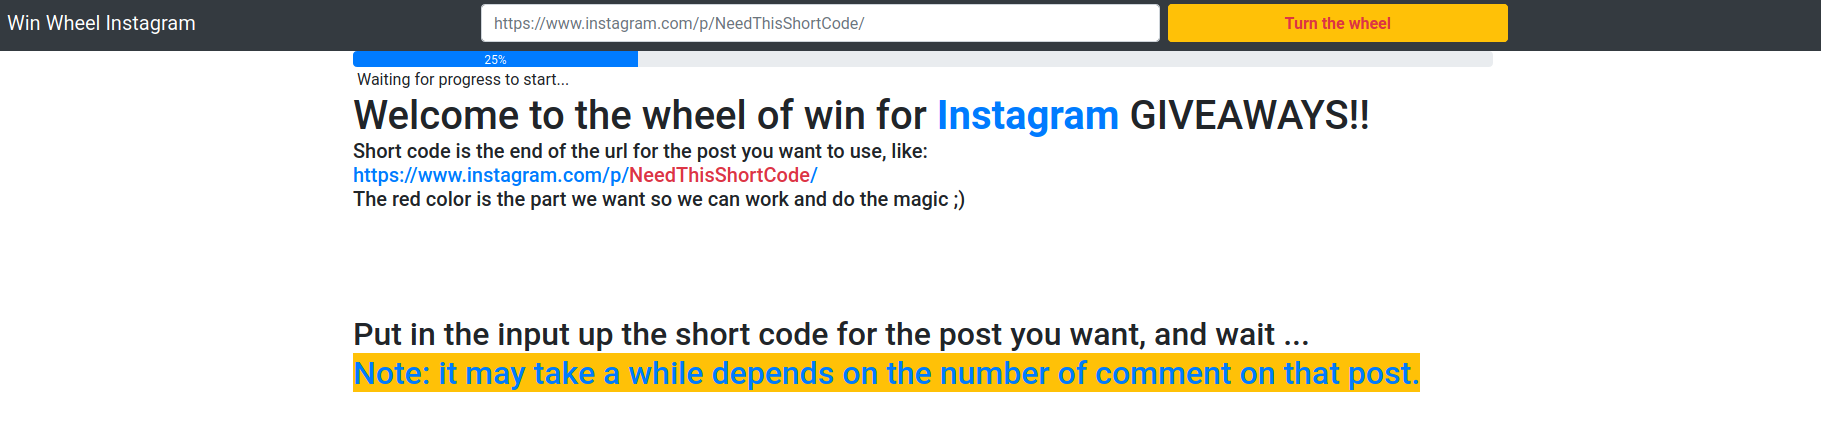 Win Wheel Instagram
https://www.instagram.com/p/NeedThisShortCode/
Turn the wheel
25%
Waiting for progress to start...
Welcome to the wheel of win for Instagram GIVEAWAYS!!
Short code is the end of the url for the post you want to use, like:
https://www.instagram.com/p/NeedThisShortCode/
The red color is the part we want so we can work and do the magic ;)
Put in the input up the short code for the post you want, and wait ...
Note: it may take a while depends on the number of comment on that post.